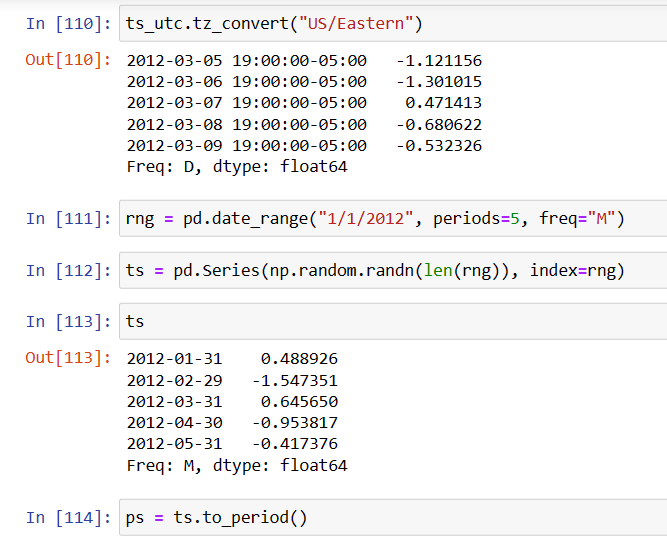 In [110]: ts_utc.tz_convert("US/Eastern")
Out[110]: 2012-03-05 19:00:00-05:00   -1.121156
2012-03-06 19:00:00-05:00   -1.301015
2012-03-07 19:00:00-05:00    0.471413
2012-03-08 19:00:00-05:00   -0.680622
2012-03-09 19:00:00-05:00   -0.532326
Freq: D, dtype: float64
In [111]: rng = pd.date_range("1/1/2012", periods=5, freq="M")
In [112]: ts = pd.Series(np.random.randn(len(rng)), index=rng)
In [113]: ts
Out[113]: 2012-01-31    0.488926
2012-02-29   -1.547351
2012-03-31    0.645650
2012-04-30   -0.953817
2012-05-31   -0.417376
Freq: M, dtype: float64
In [114]: ps = ts.to_period()